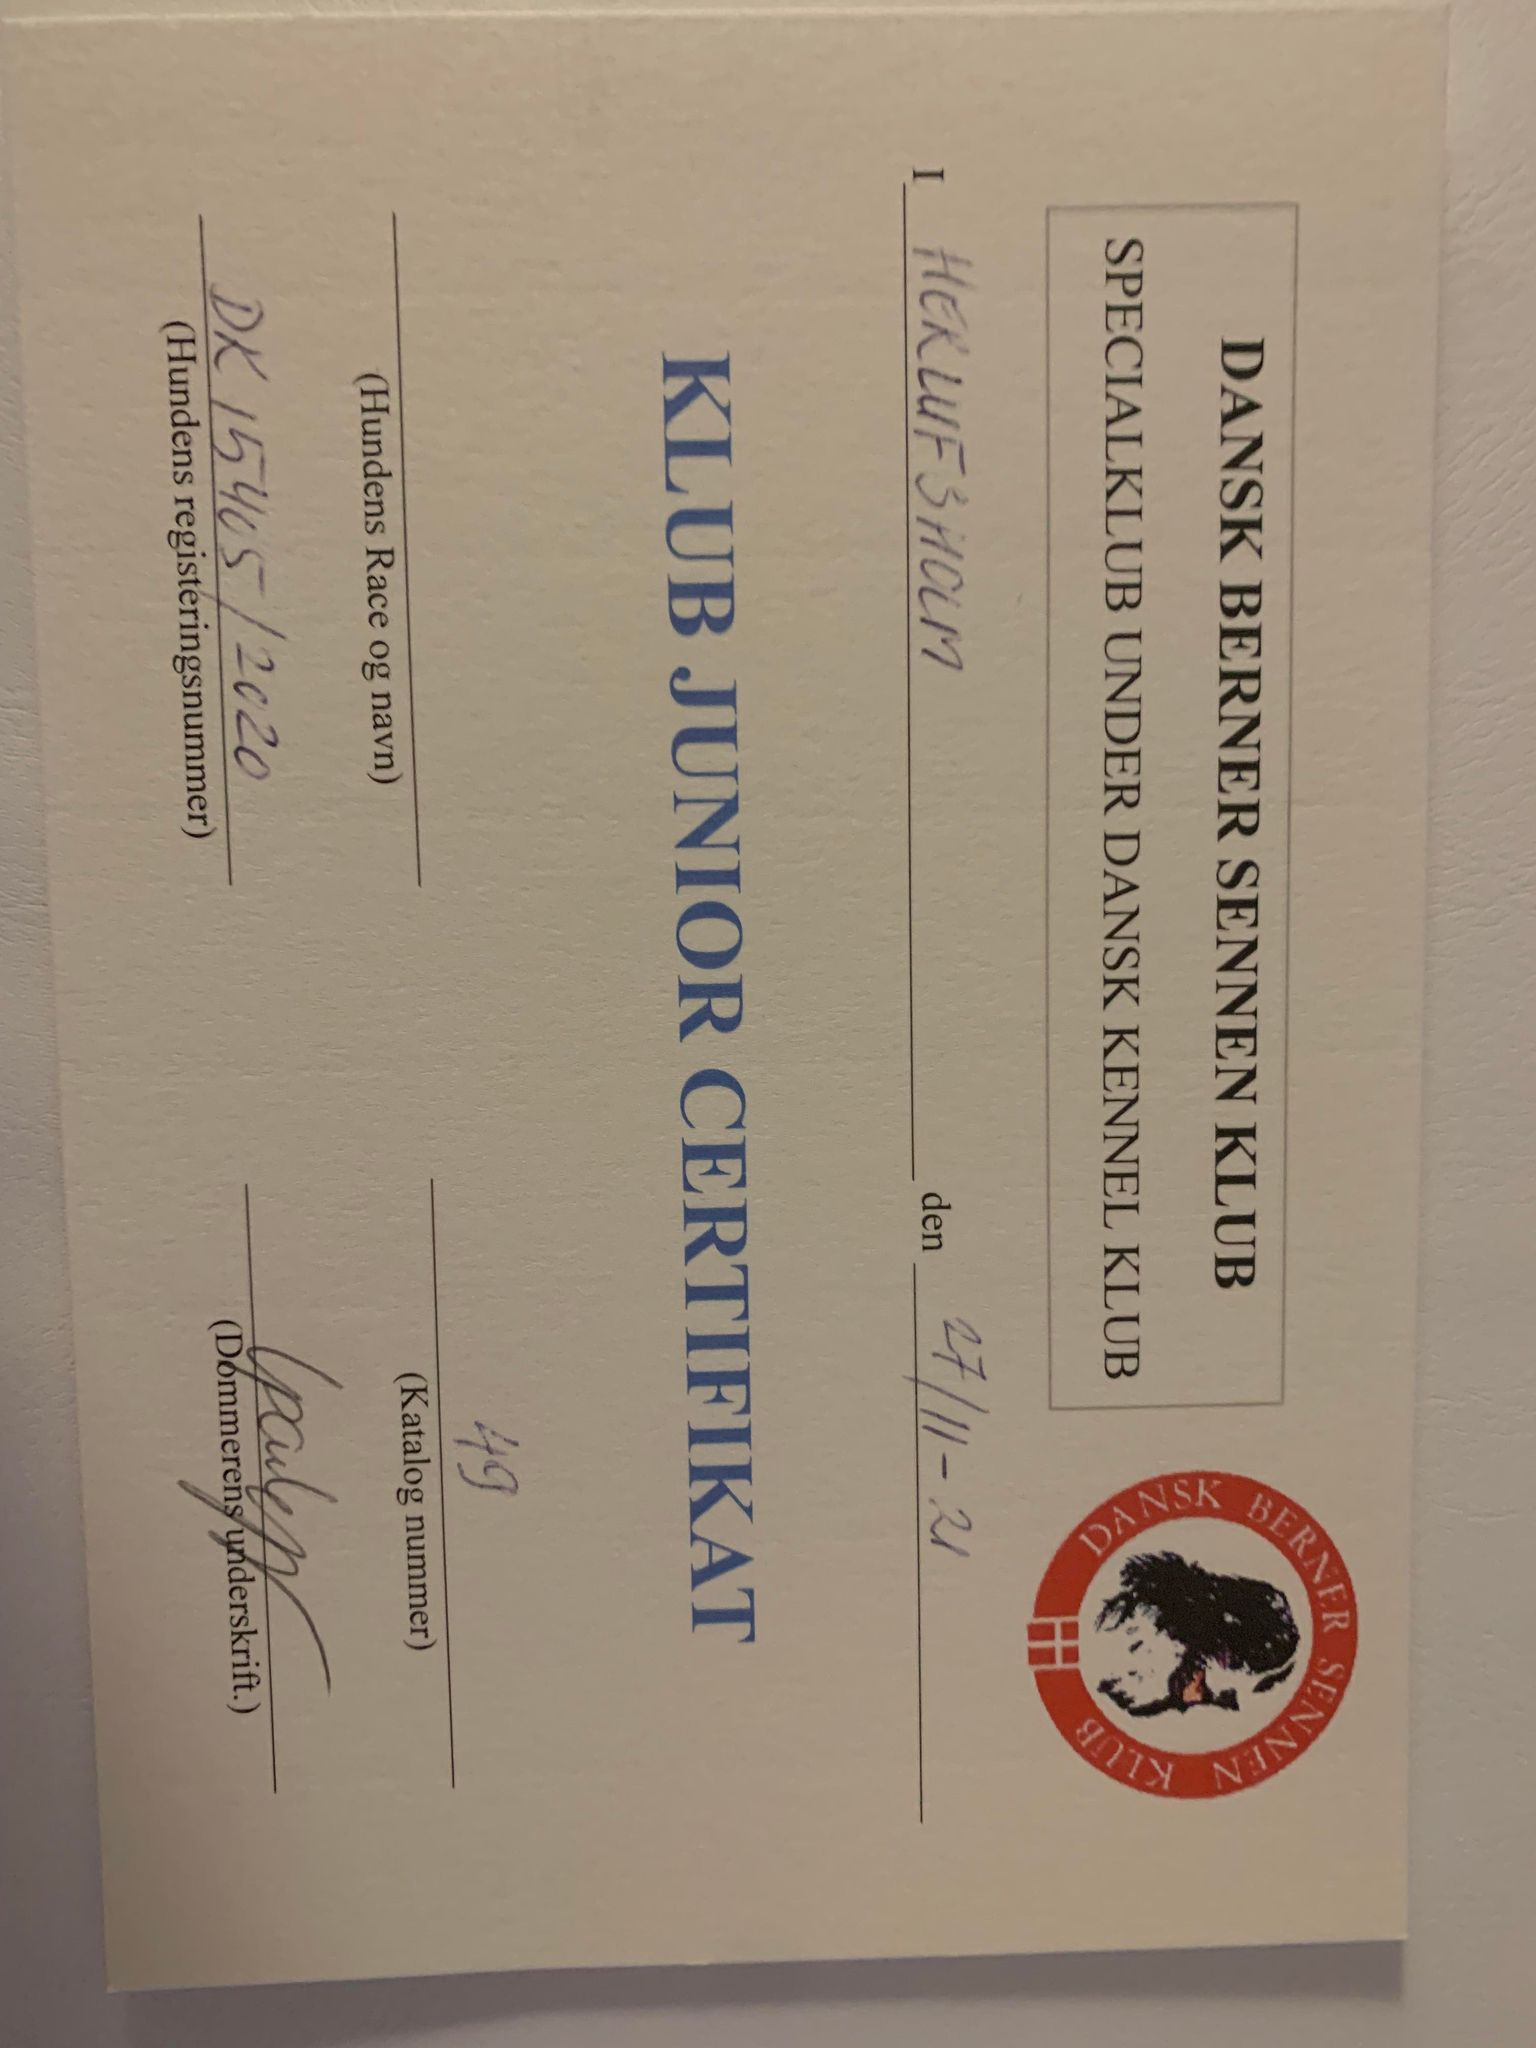 DANSK BERNER SENNEN KLUB
SPECIALKLUB UNDER DANSK KENNEL KLUB
DANSK BERNER SENNEN KLUB
I HERLUFSHOLM den 27/11-21
KLUB JUNIOR CERTIFIKAT
49
(Hundens Race og navn) (Katalog nummer)
DK 15405/2020
(Hundens registeringsnummer) (Dommerens underskrift.)